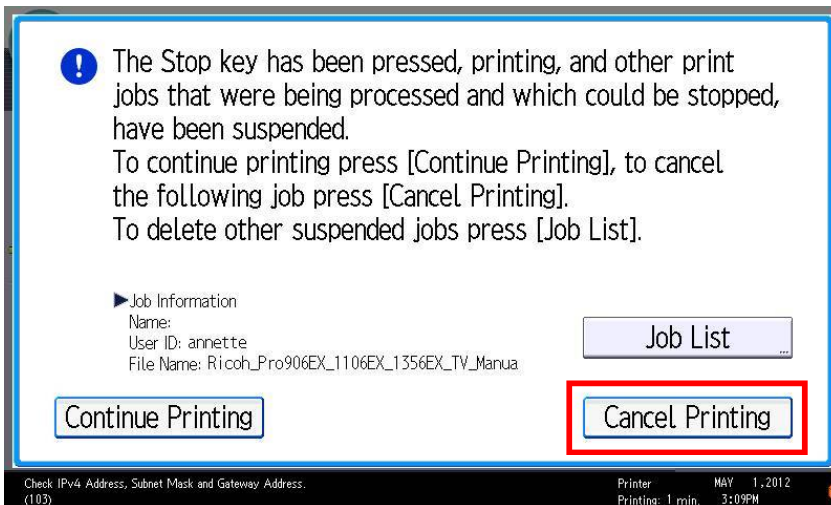 The Stop key has been pressed, printing, and other print
jobs that were being processed and which could be stopped,
have been suspended.
To continue printing press [Continue Printing], to cancel
the following job press [Cancel Printing].
To delete other suspended jobs press [Job List].
Job Information
Name:
User ID: annette
File Name: Ricoh_Pro906EX_1106EX_1356EX_TV_Manua
Job List
...
Continue Printing
Cancel Printing
Check IPv4 Address, Subnet Mask and Gateway Address.
(103)
Printer MAY 1,2012
Printing: 1 min. 3:09PM